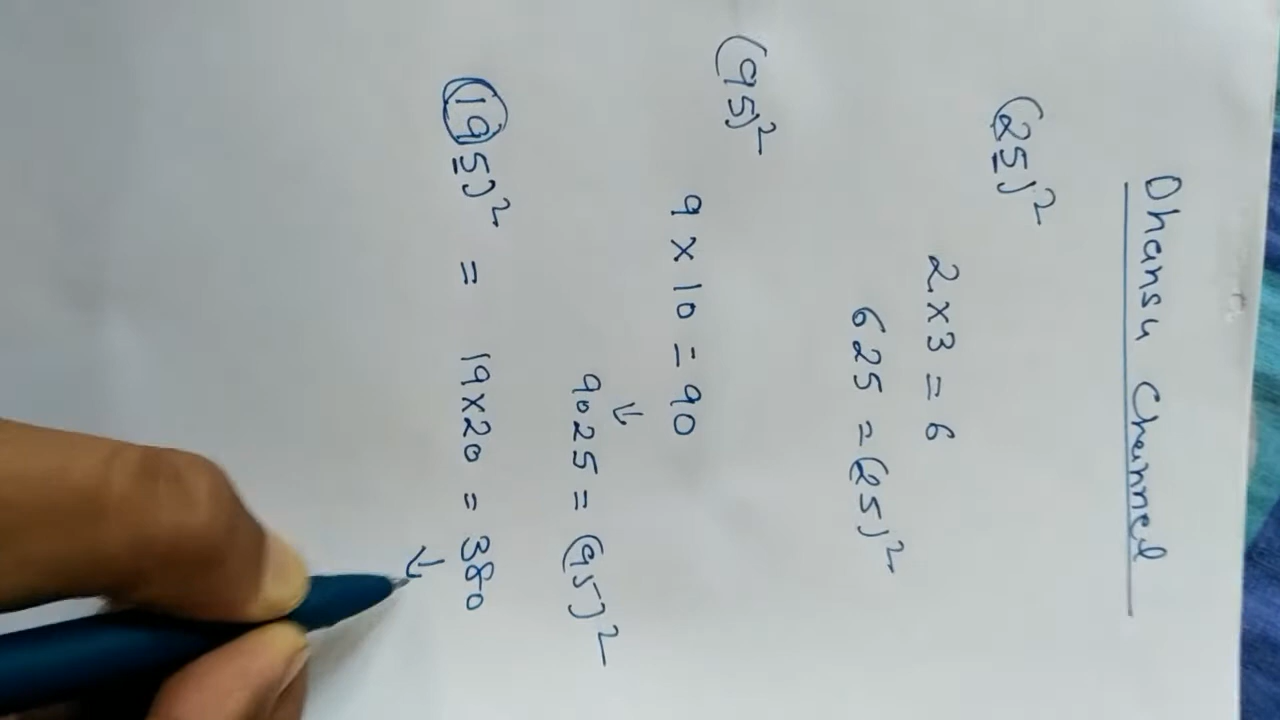 Dhansu Channel
(25)²
2×3 = 6
625 = (25)²
(95)²
9 × 10 = 90
↓
9025 = (95)²
(195)² = 19×20 = 380
↓